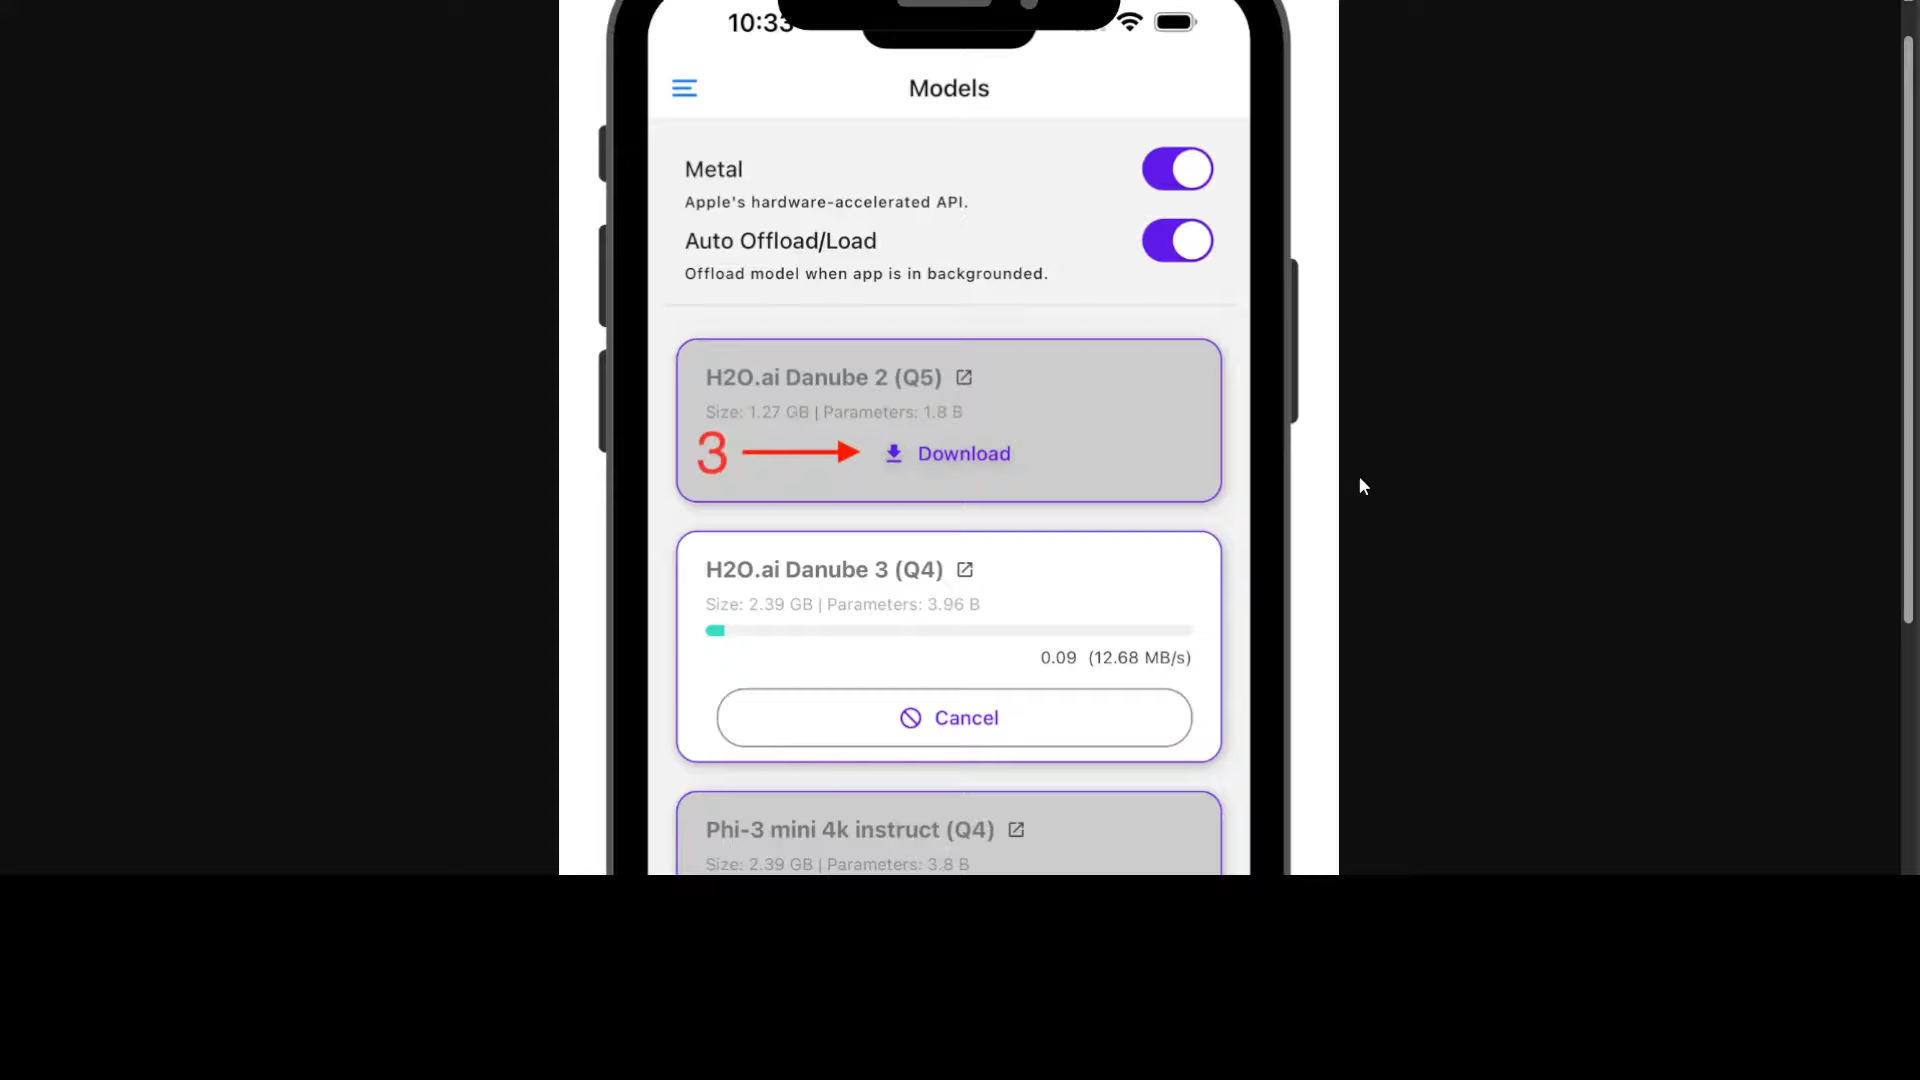 10:33
Models
Metal
Apple's hardware-accelerated API.
Auto Offload/Load
Offload model when app is in backgrounded.
H2O.ai Danube 2 (Q5)
Size: 1.27 GB | Parameters: 1.8 B
3 Download
H2O.ai Danube 3 (Q4)
Size: 2.39 GB | Parameters: 3.96 B
0.09 (12.68 MB/s)
Cancel
Phi-3 mini 4k instruct (Q4)
Size: 2.39 GB | Parameters: 3.8 B